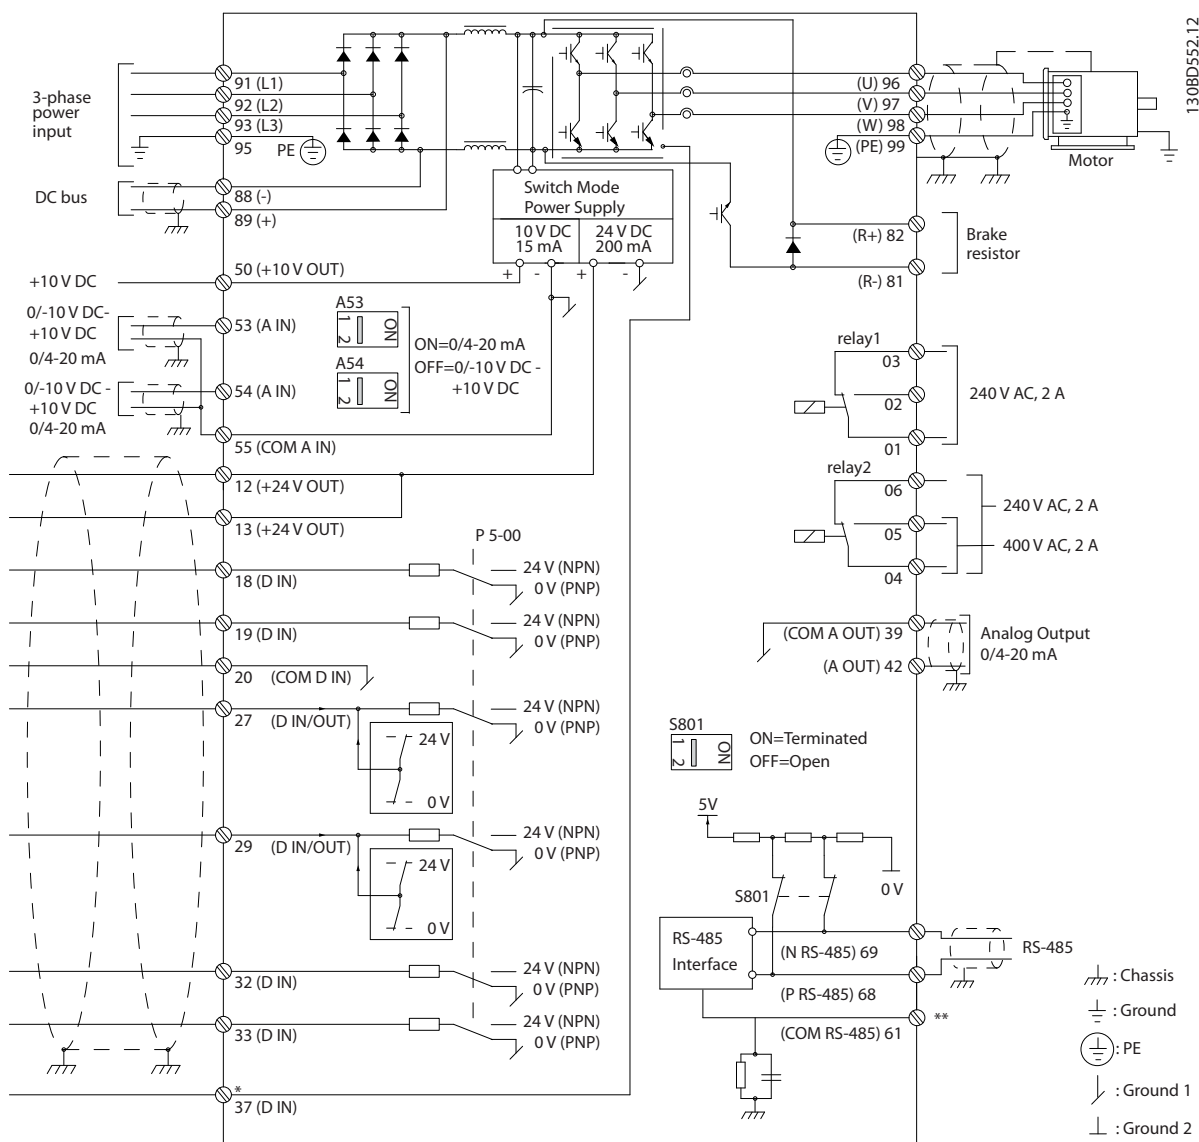 130BD552.12
3-phase
power
input
91 (L1)
92 (L2)
93 (L3)
95
PE
(U) 96
(V) 97
(W) 98
(PE) 99
Motor
DC bus
88 (-)
89 (+)
Switch Mode
Power Supply
10 V DC
15 mA
24 V DC
200 mA
+ - + -
(R+) 82
(R-) 81
Brake
resistor
+10 V DC
50 (+10 V OUT)
0/-10 V DC-
+10 V DC
0/4-20 mA
53 (A IN)
0/-10 V DC -
+10 V DC
0/4-20 mA
54 (A IN)
55 (COM A IN)
A53
1 2
ON
A54
1 2
ON
ON=0/4-20 mA
OFF=0/-10 V DC -
+10 V DC
relay1
03
02
01
240 V AC, 2 A
relay2
06
05
04
240 V AC, 2 A
400 V AC, 2 A
12 (+24 V OUT)
13 (+24 V OUT)
P 5-00
18 (D IN)
24 V (NPN)
0 V (PNP)
19 (D IN)
24 V (NPN)
0 V (PNP)
20 (COM D IN)
27 (D IN/OUT)
24 V (NPN)
0 V (PNP)
24 V
0 V
29 (D IN/OUT)
24 V (NPN)
0 V (PNP)
24 V
0 V
32 (D IN)
24 V (NPN)
0 V (PNP)
33 (D IN)
24 V (NPN)
0 V (PNP)
*
37 (D IN)
(COM A OUT) 39
(A OUT) 42
Analog Output
0/4-20 mA
S801
1 2
ON
ON=Terminated
OFF=Open
5V
0 V
S801
RS-485
Interface
(N RS-485) 69
(P RS-485) 68
(COM RS-485) 61
RS-485
**
: Chassis
: Ground
: PE
: Ground 1
: Ground 2